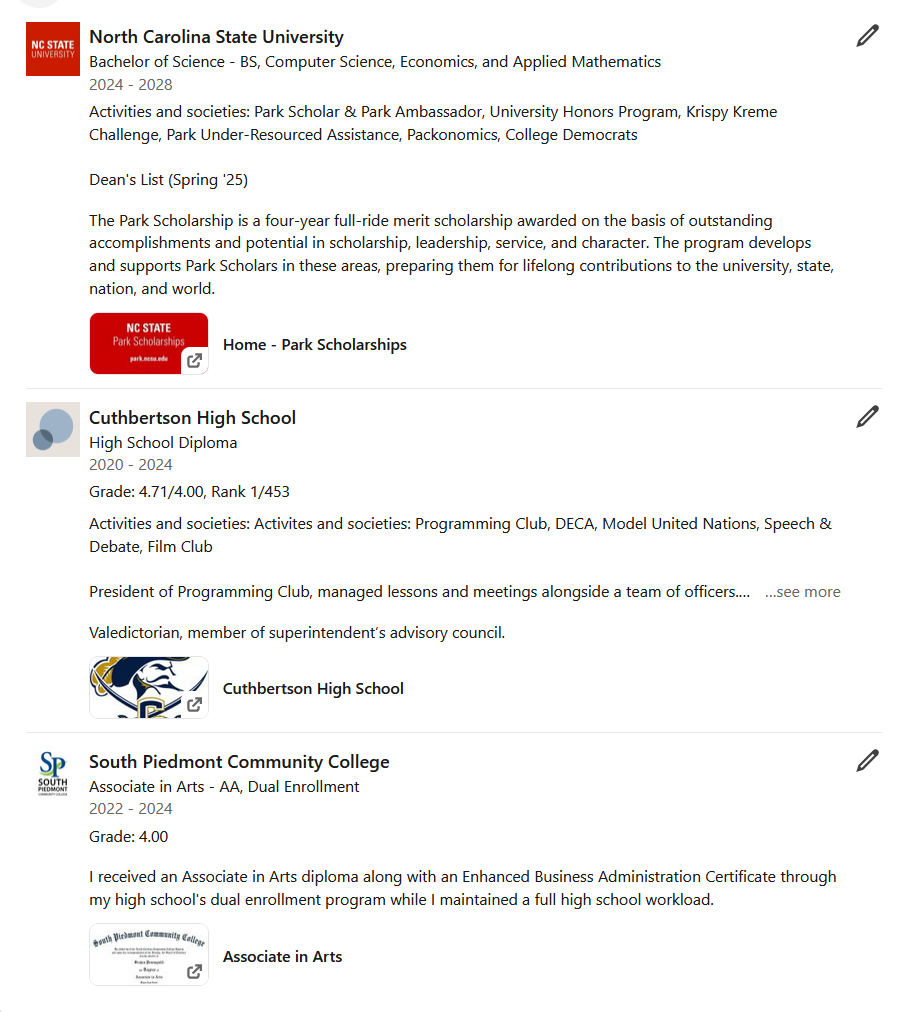 NC STATE
UNIVERSITY
North Carolina State University
Bachelor of Science - BS, Computer Science, Economics, and Applied Mathematics
2024 - 2028
Activities and societies: Park Scholar & Park Ambassador, University Honors Program, Krispy Kreme
Challenge, Park Under-Resourced Assistance, Packonomics, College Democrats
Dean's List (Spring '25)
The Park Scholarship is a four-year full-ride merit scholarship awarded on the basis of outstanding
accomplishments and potential in scholarship, leadership, service, and character. The program develops
and supports Park Scholars in these areas, preparing them for lifelong contributions to the university, state,
nation, and world.
NC STATE
Park Scholarships
park.ncsu.edu
Home - Park Scholarships
Cuthbertson High School
High School Diploma
2020 - 2024
Grade: 4.71/4.00, Rank 1/453
Activities and societies: Activites and societies: Programming Club, DECA, Model United Nations, Speech &
Debate, Film Club
President of Programming Club, managed lessons and meetings alongside a team of officers.... ...see more
Valedictorian, member of superintendent’s advisory council.
C
Cuthbertson High School
SP
SOUTH
PIEDMONT
COMMUNITY COLLEGE
South Piedmont Community College
Associate in Arts - AA, Dual Enrollment
2022 - 2024
Grade: 4.00
I received an Associate in Arts diploma along with an Enhanced Business Administration Certificate through
my high school's dual enrollment program while I maintained a full high school workload.
South Piedmont Community College
Associate in Arts
Associate in Arts